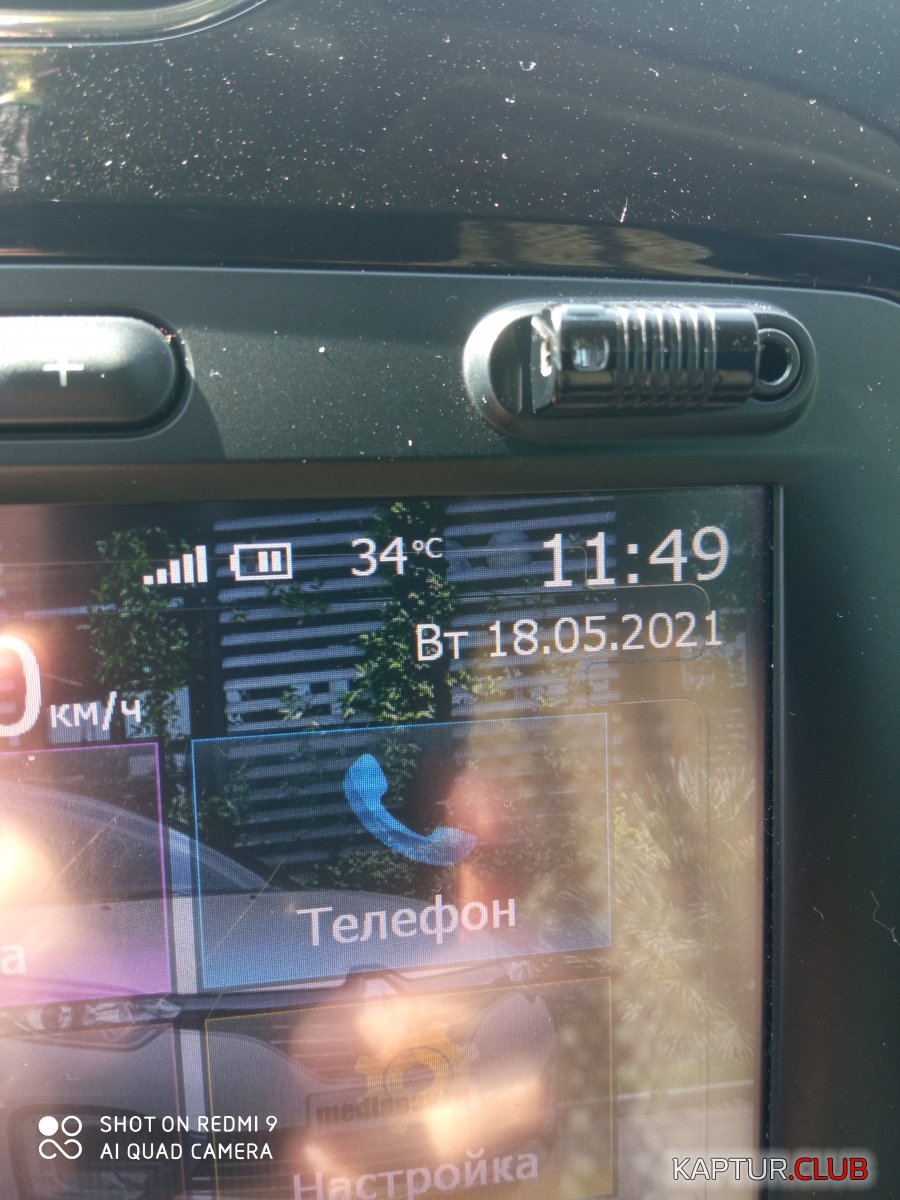 +
34°C 11:49
Вт 18.05.2021
0 км/ч
Телефон
а
Настройка
SHOT ON REDMI 9
AI QUAD CAMERA
KAPTUR.CLUB